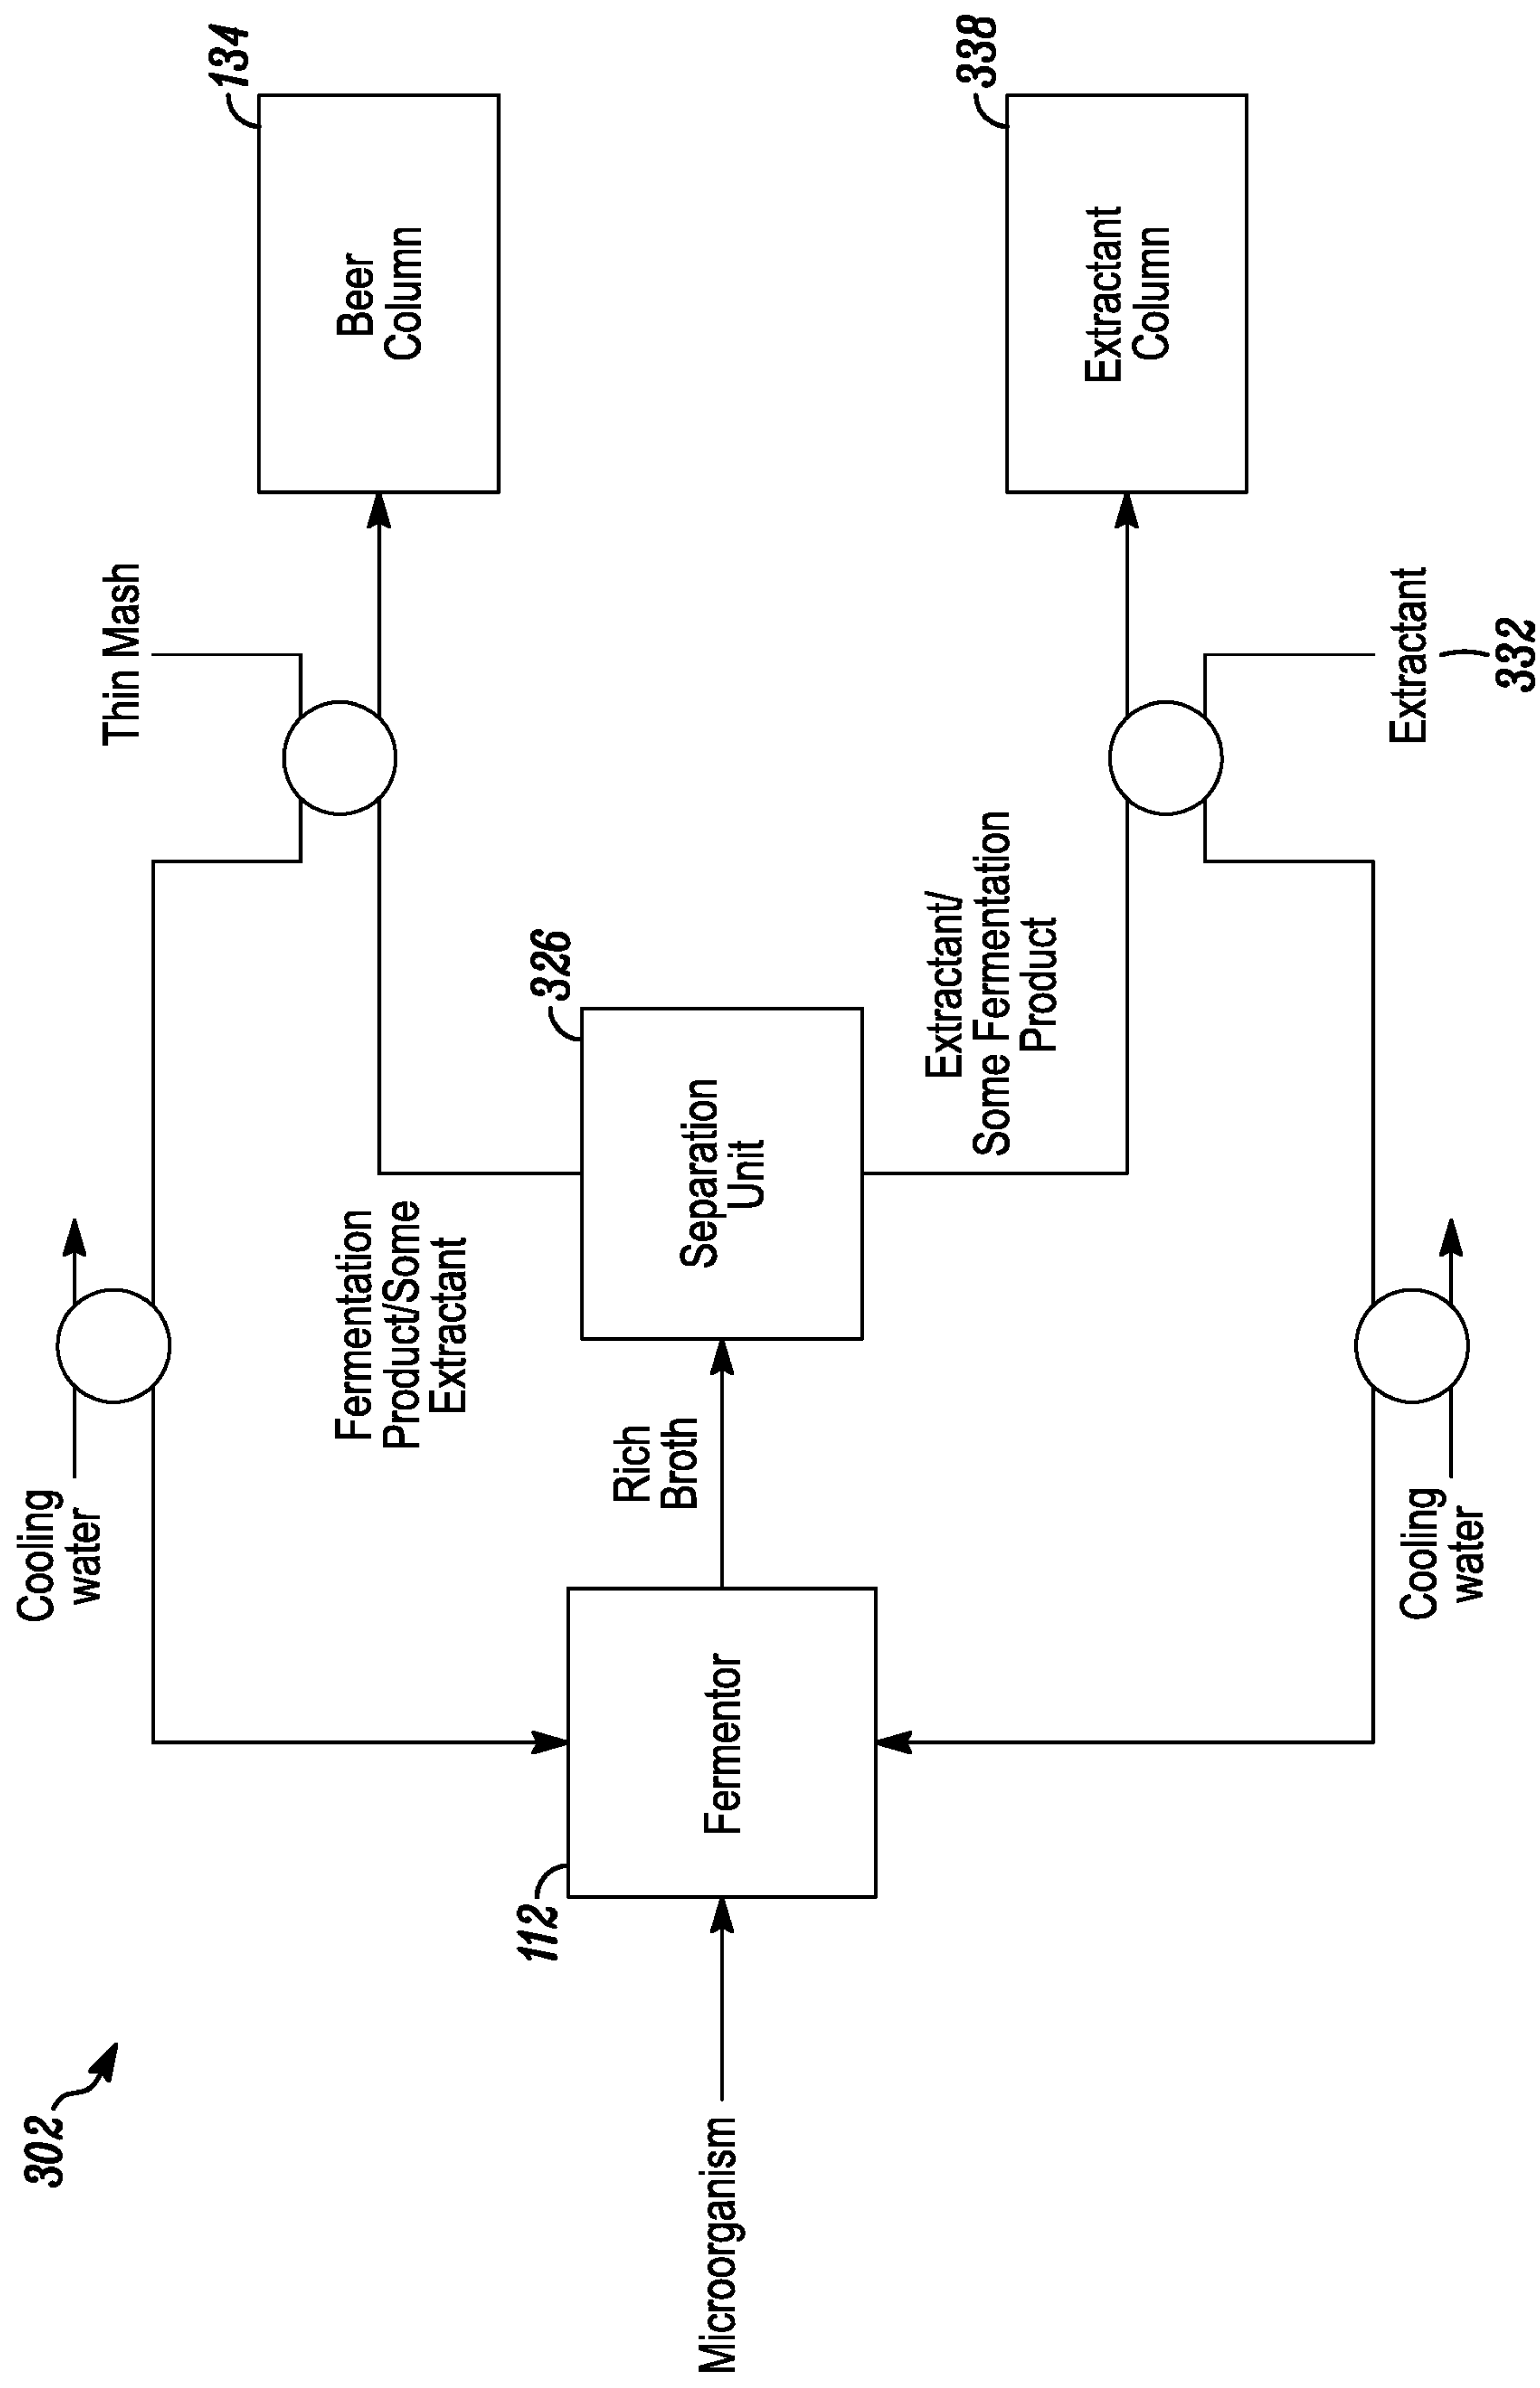 302
Cooling
water
Thin Mash
134
Beer
Column
Fermentation
Product/Some
Extractant
326
Rich
Broth
Separation
Unit
112
Microorganism
Fermentor
Extractant/
Some Fermentation
Product
338
Extractant
Column
Cooling
water
Extractant
332